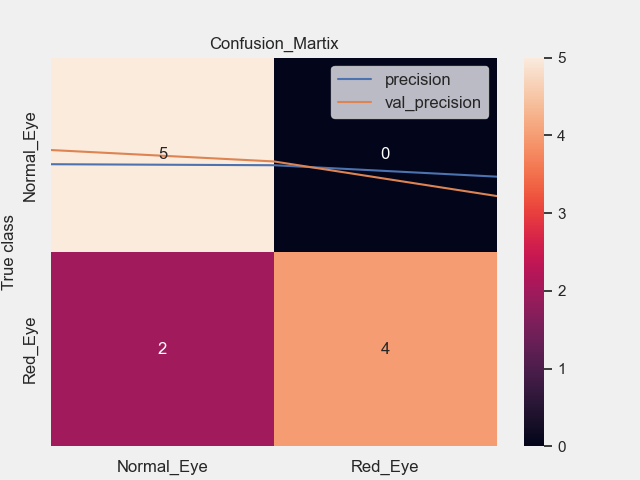 Confusion_Martix
precision
val_precision
Normal_Eye
5
0
True class
Red_Eye
2
4
Normal_Eye
Red_Eye
5
4
3
2
1
0